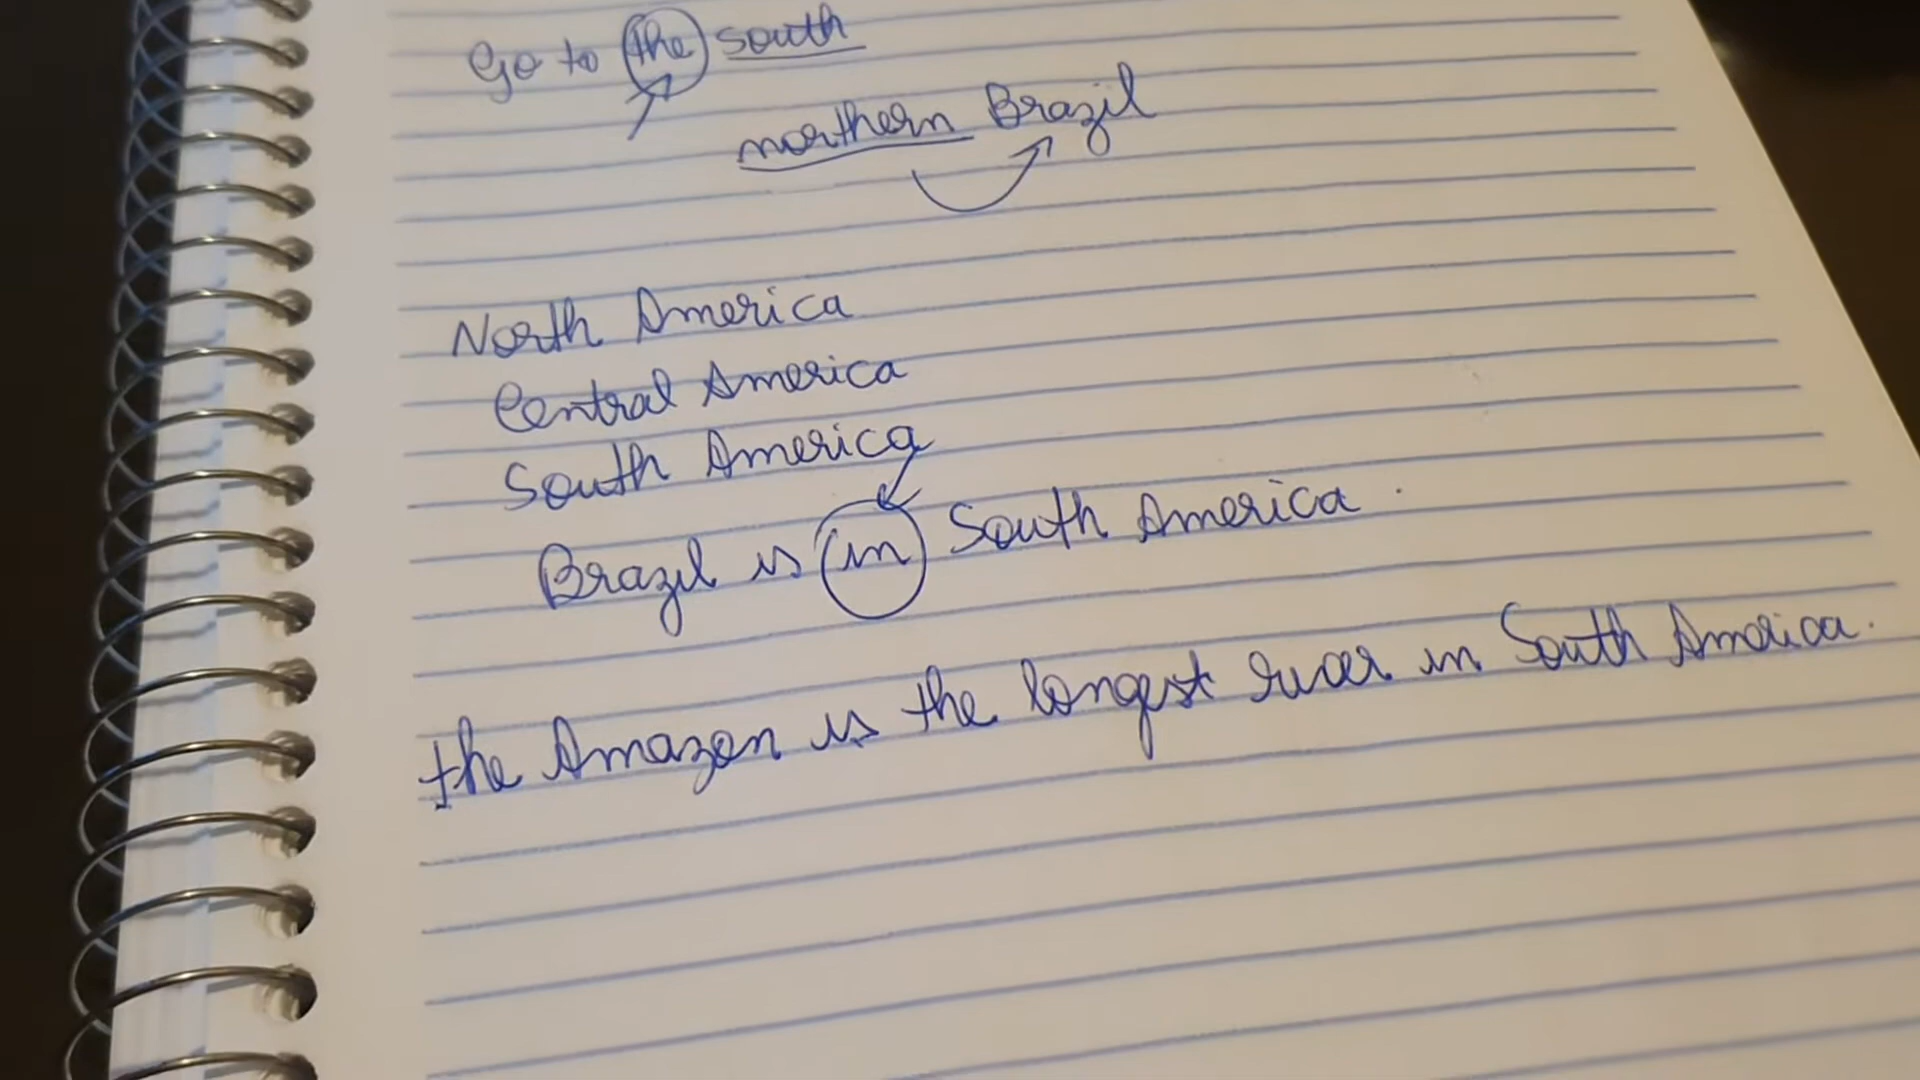 Go to the south
northern Brazil
North America
Central America
South America
Brazil is in South America.
the Amazon is the longest river in South America.